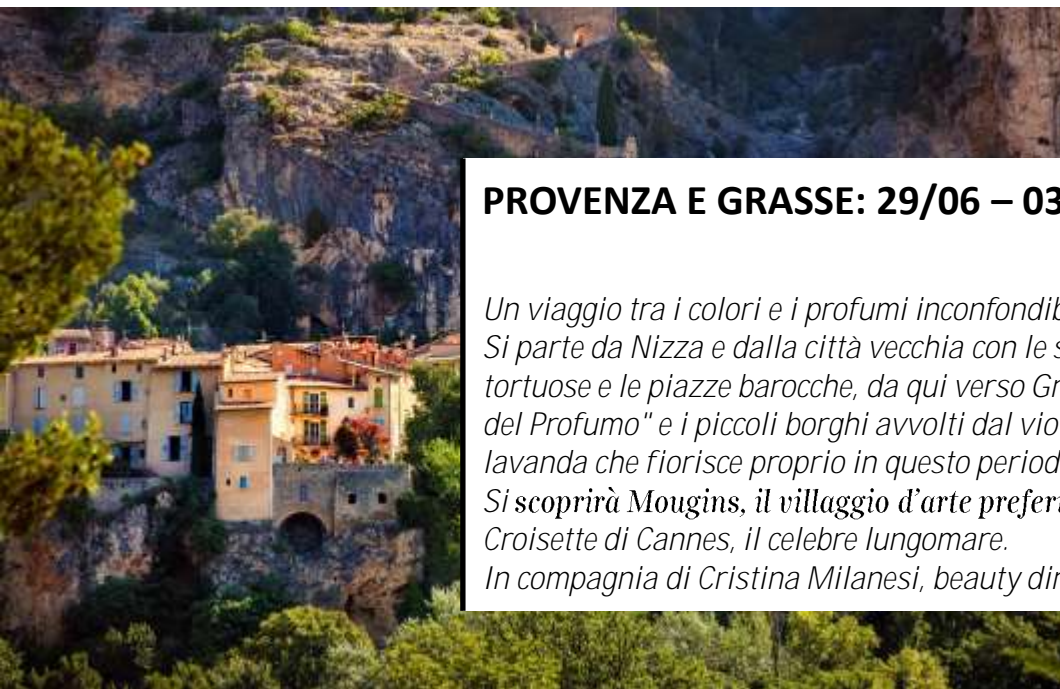 PROVENZA E GRASSE: 29/06 – 03
Un viaggio tra i colori e i profumi inconfondib
Si parte da Nizza e dalla città vecchia con le s
tortuose e le piazze barocche, da qui verso Gr
del Profumo" e i piccoli borghi avvolti dal vio
lavanda che fiorisce proprio in questo period
Si scoprirà Mougins, il villaggio d'arte preferi
Croisette di Cannes, il celebre lungomare.
In compagnia di Cristina Milanesi, beauty dir